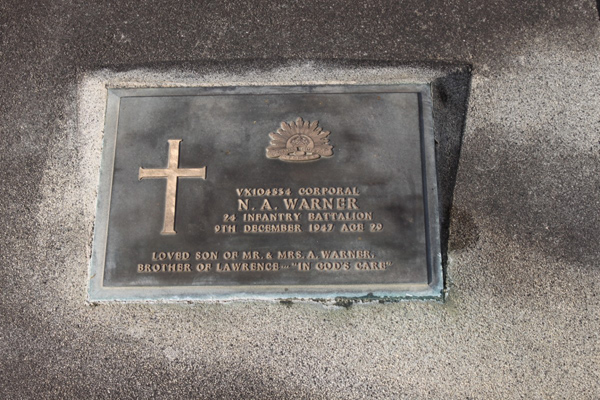 VX104534 CORPORAL
N. A. WARNER
24 INFANTRY BATTALION
9TH DECEMBER 1947 AGE 29
LOVED SON OF MR. & MRS. A. WARNER,
BROTHER OF LAWRENCE — "IN GOD'S CARE"